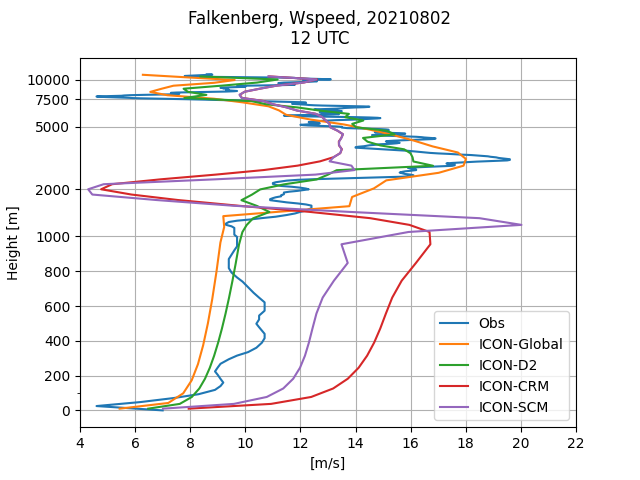 Falkenberg, Wspeed, 20210802
12 UTC
Height [m]
10000
7500
5000
2000
1000
800
600
400
200
0
4 6 8 10 12 14 16 18 20 22
[m/s]
Obs
ICON-Global
ICON-D2
ICON-CRM
ICON-SCM